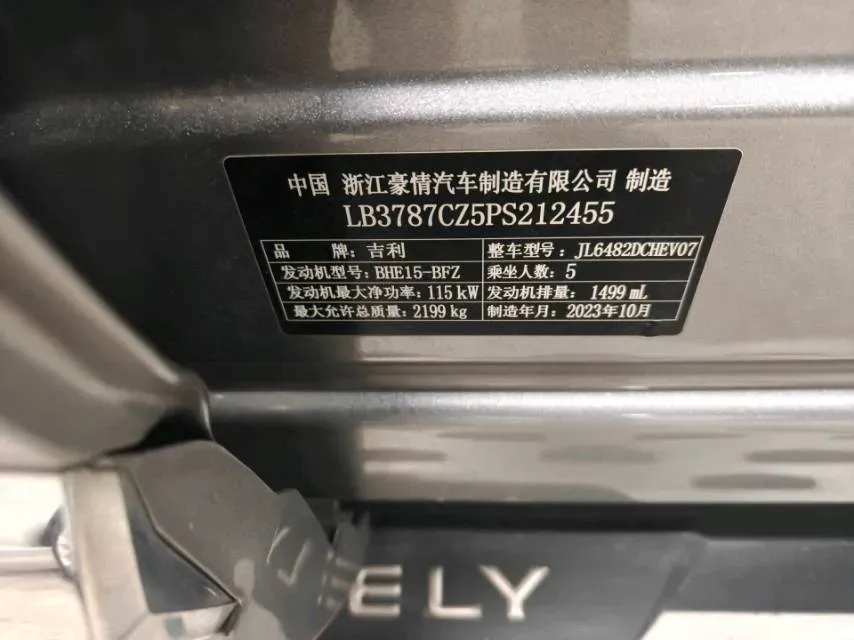 中国 浙江豪情汽车制造有限公司 制造
LB3787CZ5PS212455
品 牌：吉利 整车型号：JL6482DCHEV07
发动机型号：BHE15-BFZ 乘坐人数：5
发动机最大净功率：115 kW 发动机排量：1499 mL
最大允许总质量：2199 kg 制造年月：2023年10月
ELY